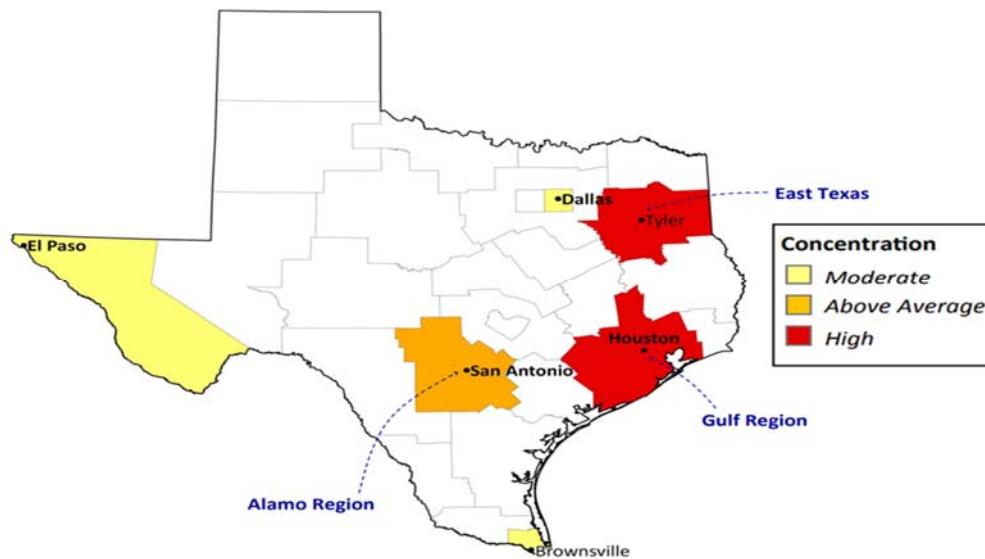 Dallas
East Texas
Tyler
El Paso
Concentration
Moderate
Above Average
High
Houston
San Antonio
Gulf Region
Alamo Region
Brownsville